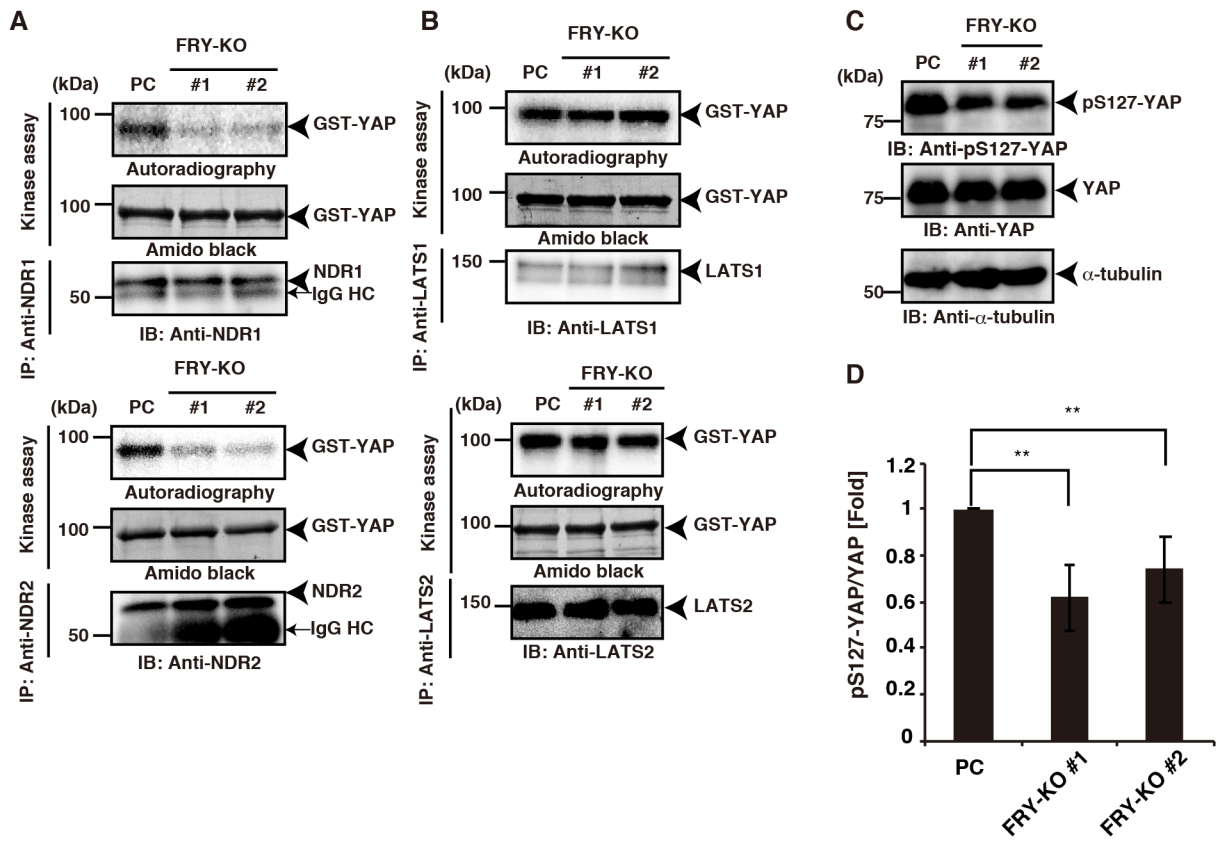 A
FRY-KO
(kDa) PC #1 #2
Kinase assay
100
GST-YAP
Autoradiography
100
GST-YAP
Amido black
IP: Anti-NDR1
NDR1
50
IgG HC
IB: Anti-NDR1
FRY-KO
(kDa) PC #1 #2
Kinase assay
100
GST-YAP
Autoradiography
100
GST-YAP
Amido black
IP: Anti-NDR2
NDR2
50
IgG HC
IB: Anti-NDR2
B
FRY-KO
(kDa) PC #1 #2
Kinase assay
100
GST-YAP
Autoradiography
100
GST-YAP
Amido black
IP: Anti-LATS1
150
LATS1
IB: Anti-LATS1
FRY-KO
(kDa) PC #1 #2
Kinase assay
100
GST-YAP
Autoradiography
100
GST-YAP
Amido black
IP: Anti-LATS2
150
LATS2
IB: Anti-LATS2
C
FRY-KO
PC #1 #2
(kDa)
pS127-YAP
75
IB: Anti-pS127-YAP
75
YAP
IB: Anti-YAP
α-tubulin
50
IB: Anti-α-tubulin
D
**
**
pS127-YAP/YAP [Fold]
1.2
1
0.8
0.6
0.4
0.2
0
PC
FRY-KO #1
FRY-KO #2